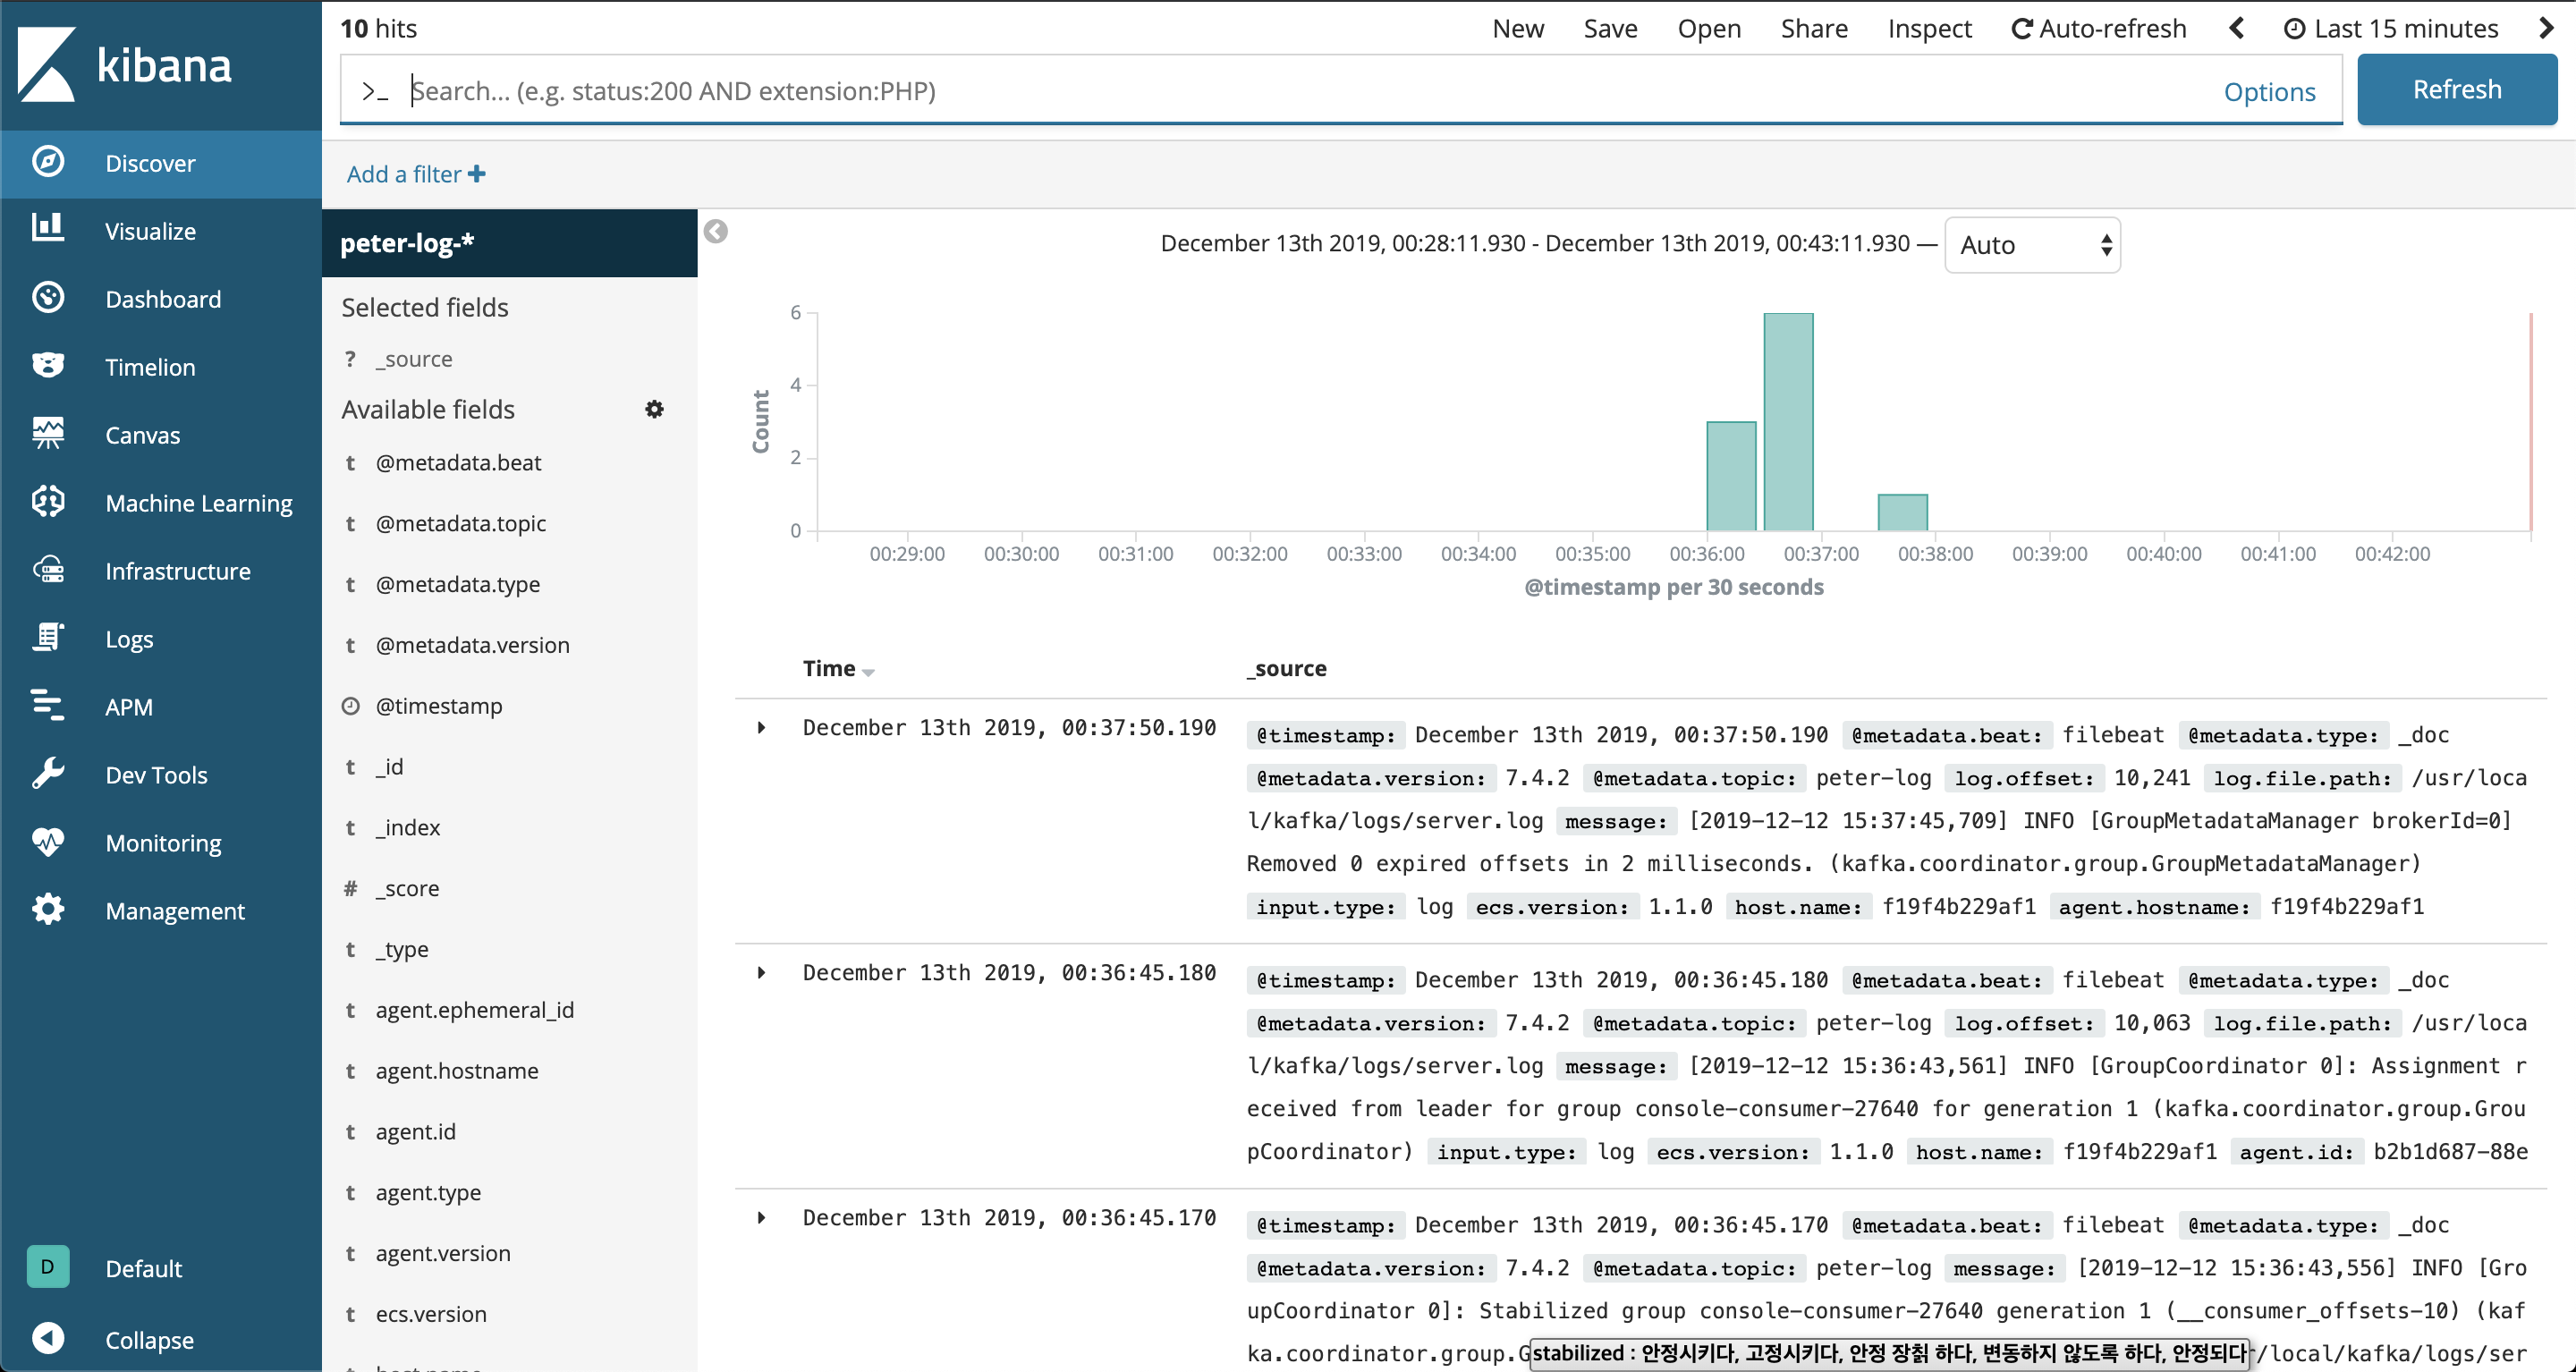 kibana
Discover
Visualize
Dashboard
Timelion
Canvas
Machine Learning
Infrastructure
Logs
APM
Dev Tools
Monitoring
Management
D Default
Collapse
10 hits
New Save Open Share Inspect Auto-refresh Last 15 minutes
>_ Search... (e.g. status:200 AND extension:PHP) Options Refresh
Add a filter +
peter-log-*
Selected fields
? _source
Available fields
t @metadata.beat
t @metadata.topic
t @metadata.type
t @metadata.version
@timestamp
t _id
t _index
# _score
t _type
t agent.ephemeral_id
t agent.hostname
t agent.id
t agent.type
t agent.version
t ecs.version
December 13th 2019, 00:28:11.930 - December 13th 2019, 00:43:11.930 — Auto
Count
6
4
2
0
00:29:00 00:30:00 00:31:00 00:32:00 00:33:00 00:34:00 00:35:00 00:36:00 00:37:00 00:38:00 00:39:00 00:40:00 00:41:00 00:42:00
@timestamp per 30 seconds
Time _source
December 13th 2019, 00:37:50.190 @timestamp: December 13th 2019, 00:37:50.190 @metadata.beat: filebeat @metadata.type: _doc
@metadata.version: 7.4.2 @metadata.topic: peter-log log.offset: 10,241 log.file.path: /usr/loca
l/kafka/logs/server.log message: [2019-12-12 15:37:45,709] INFO [GroupMetadataManager brokerId=0]
Removed 0 expired offsets in 2 milliseconds. (kafka.coordinator.group.GroupMetadataManager)
input.type: log ecs.version: 1.1.0 host.name: f19f4b229af1 agent.hostname: f19f4b229af1
December 13th 2019, 00:36:45.180 @timestamp: December 13th 2019, 00:36:45.180 @metadata.beat: filebeat @metadata.type: _doc
@metadata.version: 7.4.2 @metadata.topic: peter-log log.offset: 10,063 log.file.path: /usr/loca
l/kafka/logs/server.log message: [2019-12-12 15:36:43,561] INFO [GroupCoordinator 0]: Assignment r
eceived from leader for group console-consumer-27640 for generation 1 (kafka.coordinator.group.Grou
pCoordinator) input.type: log ecs.version: 1.1.0 host.name: f19f4b229af1 agent.id: b2b1d687-88e
December 13th 2019, 00:36:45.170 @timestamp: December 13th 2019, 00:36:45.170 @metadata.beat: filebeat @metadata.type: _doc
@metadata.version: 7.4.2 @metadata.topic: peter-log message: [2019-12-12 15:36:43,556] INFO [Gro
upCoordinator 0]: Stabilized group console-consumer-27640 generation 1 (__consumer_offsets-10) (kaf
ka.coordinator.group.G /local/kafka/logs/ser
stabilized : 안정시키다, 고정시키다, 안정 장칡 하다, 변동하지 않도록 하다, 안정되다